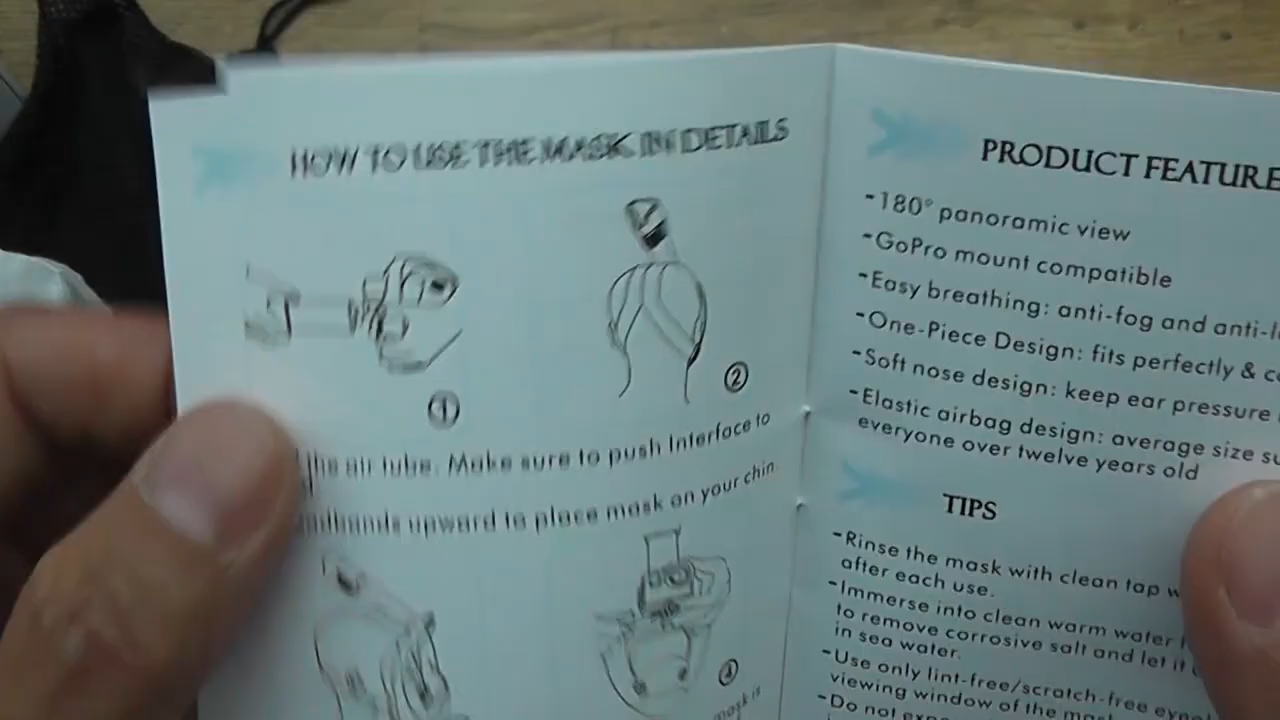 HOW TO USE THE MASK IN DETAILS
①
②
the air tube. Make sure to push Interface to
upward to place mask on your chin
mask is
PRODUCT FEATURE
-180° panoramic view
-GoPro mount compatible
-Easy breathing: anti-fog and
-One-Piece Design: fits perfectly &
-Soft nose design: keep ear pressure
-Elastic airbag design: average size
everyone over twelve years old
TIPS
-Rinse the mask with clean tap
after each use.
-Immerse into clean warm water
to remove corrosive salt and let it
in sea water.
-Use only lint-free/scratch-free
viewing window of the
-Do not